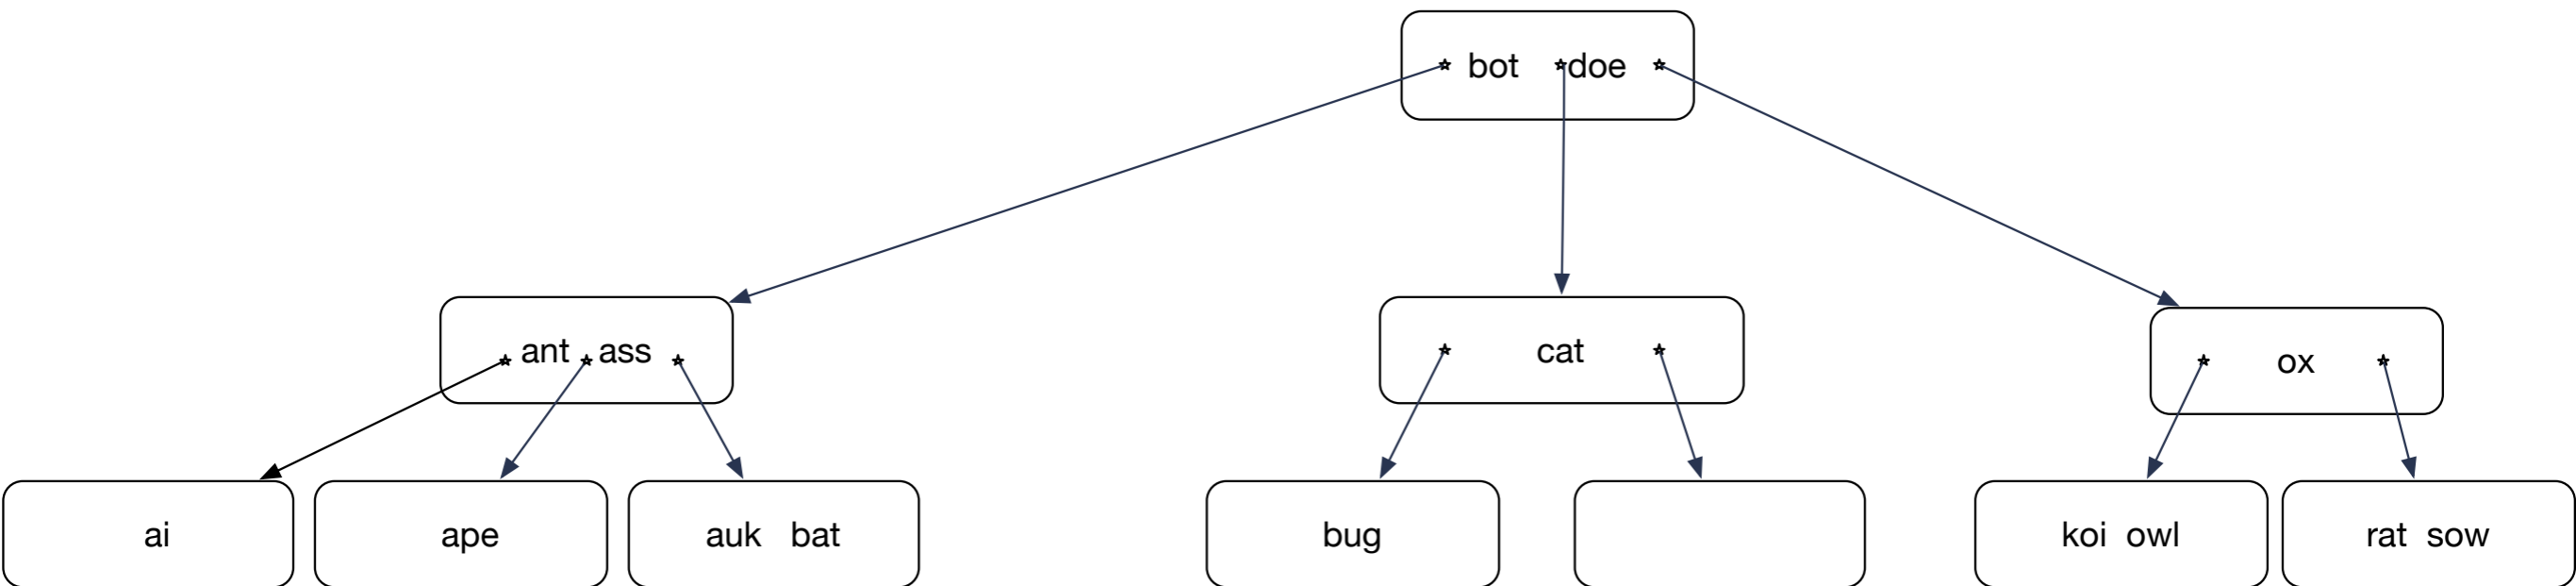 bot doe
ant ass
cat
ox
ai
ape
auk bat
bug
koi owl
rat sow